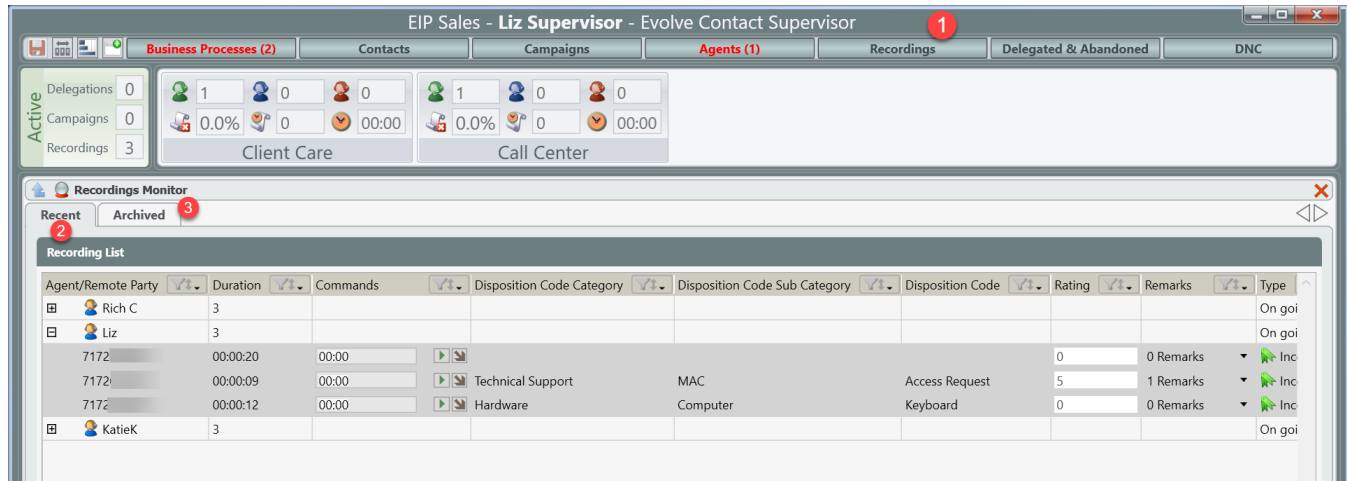 EIP Sales - Liz Supervisor - Evolve Contact Supervisor
1
Business Processes (2) Contacts Campaigns Agents (1) Recordings Delegated & Abandoned DNC
Active
Delegations 0
Campaigns 0
Recordings 3
1 0 0
0.0% 0 00:00
Client Care
1 0 0
0.0% 0 00:00
Call Center
Recordings Monitor
Recent Archived
2 3
Recording List
Agent/Remote Party Duration Commands Disposition Code Category Disposition Code Sub Category Disposition Code Rating Remarks Type
Rich C 3 On goi
Liz 3 On goi
7172 00:00:20 00:00 0 0 Remarks Inc
7172 00:00:09 00:00 Technical Support MAC Access Request 5 1 Remarks Inc
7172 00:00:12 00:00 Hardware Computer Keyboard 0 0 Remarks Inc
KatieK 3 On goi